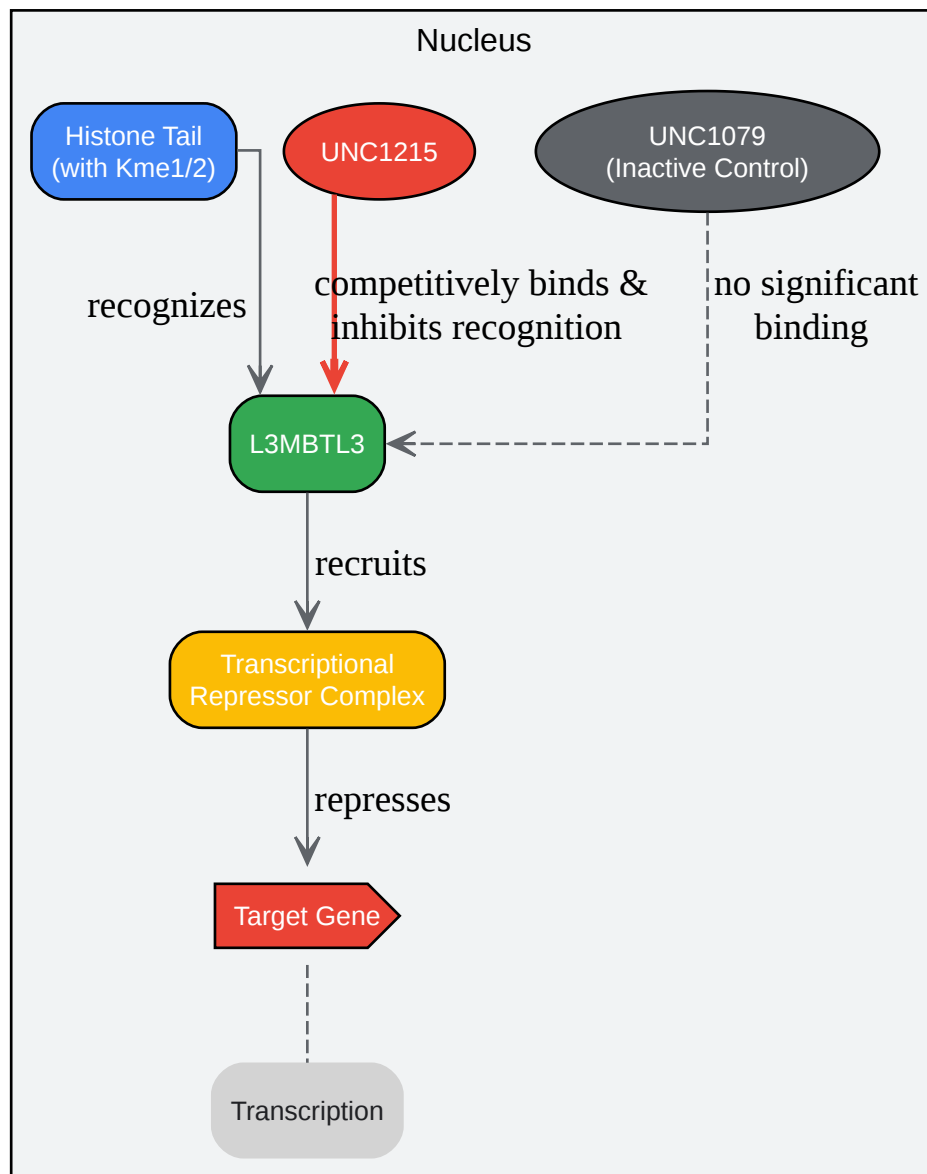 Nucleus
Histone Tail
(with Kme1/2)
UNC1215
UNC1079
(Inactive Control)
recognizes
competitively binds &
inhibits recognition
no significant
binding
L3MBTL3
recruits
Transcriptional
Repressor Complex
represses
Target Gene
Transcription